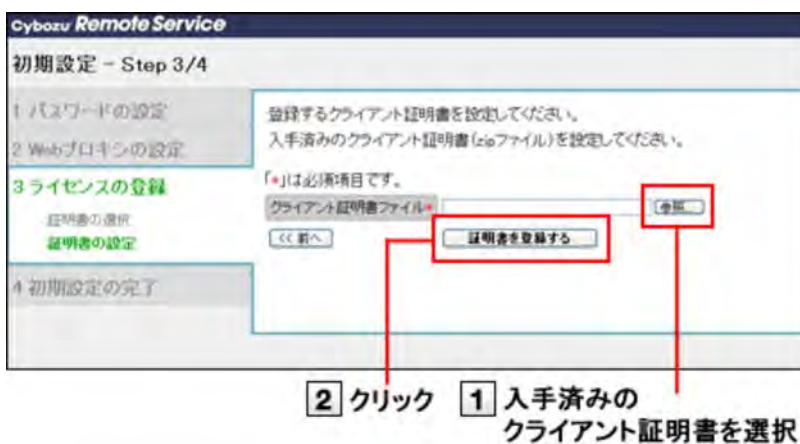 Cybozu Remote Service
初期設定 - Step 3/4
1 パスワードの設定
2 Webプロキシの設定
3 ライセンスの登録
証明書の選択
証明書の設定
4 初期設定の完了
登録するクライアント証明書を設定してください。
入手済みのクライアント証明書(zipファイル)を設定してください。
「*」は必須項目です。
クライアント証明書ファイル*
参照...
<< 前へ
証明書を登録する
2 クリック
1 入手済みの
クライアント証明書を選択